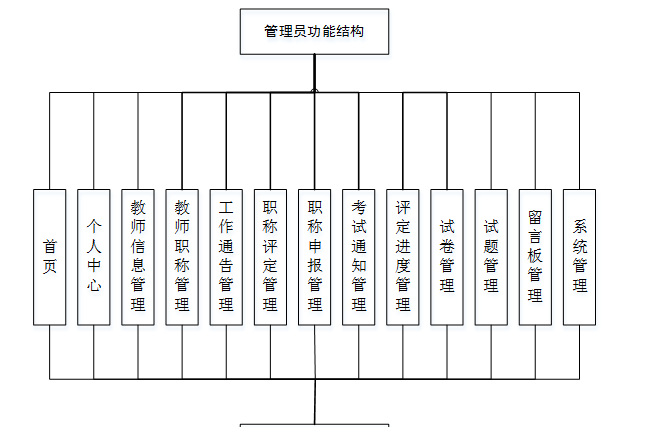 管理员功能结构
首页
个人中心
教师信息管理
教师职称管理
工作通告管理
职称评定管理
职称申报管理
考试通知管理
评定进度管理
试卷管理
试题管理
留言板管理
系统管理